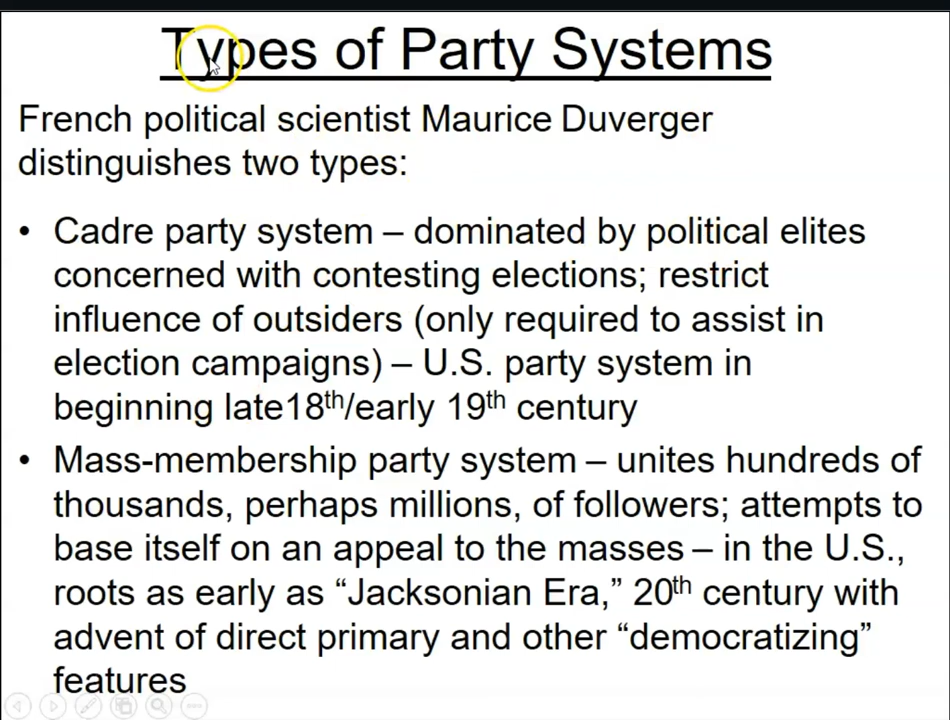 Types of Party Systems
French political scientist Maurice Duverger
distinguishes two types:
• Cadre party system – dominated by political elites
concerned with contesting elections; restrict
influence of outsiders (only required to assist in
election campaigns) – U.S. party system in
beginning late18th/early 19th century
• Mass-membership party system – unites hundreds of
thousands, perhaps millions, of followers; attempts to
base itself on an appeal to the masses – in the U.S.,
roots as early as “Jacksonian Era,” 20th century with
advent of direct primary and other “democratizing”
features